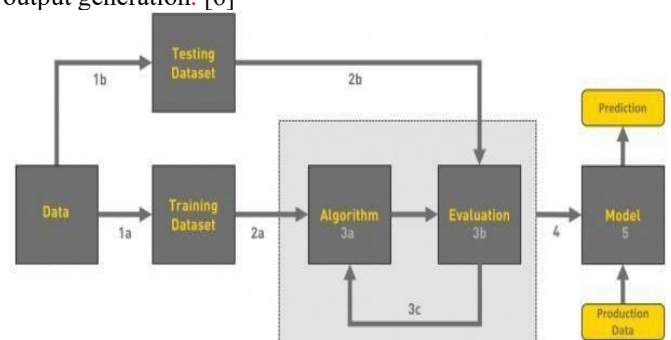 output generation. [6]
Testing
Dataset
1b
2b
Prediction
Data
1a
Training
Dataset
2a
Algorithm
3a
Evaluation
3b
4
Model
5
3c
Production
Data